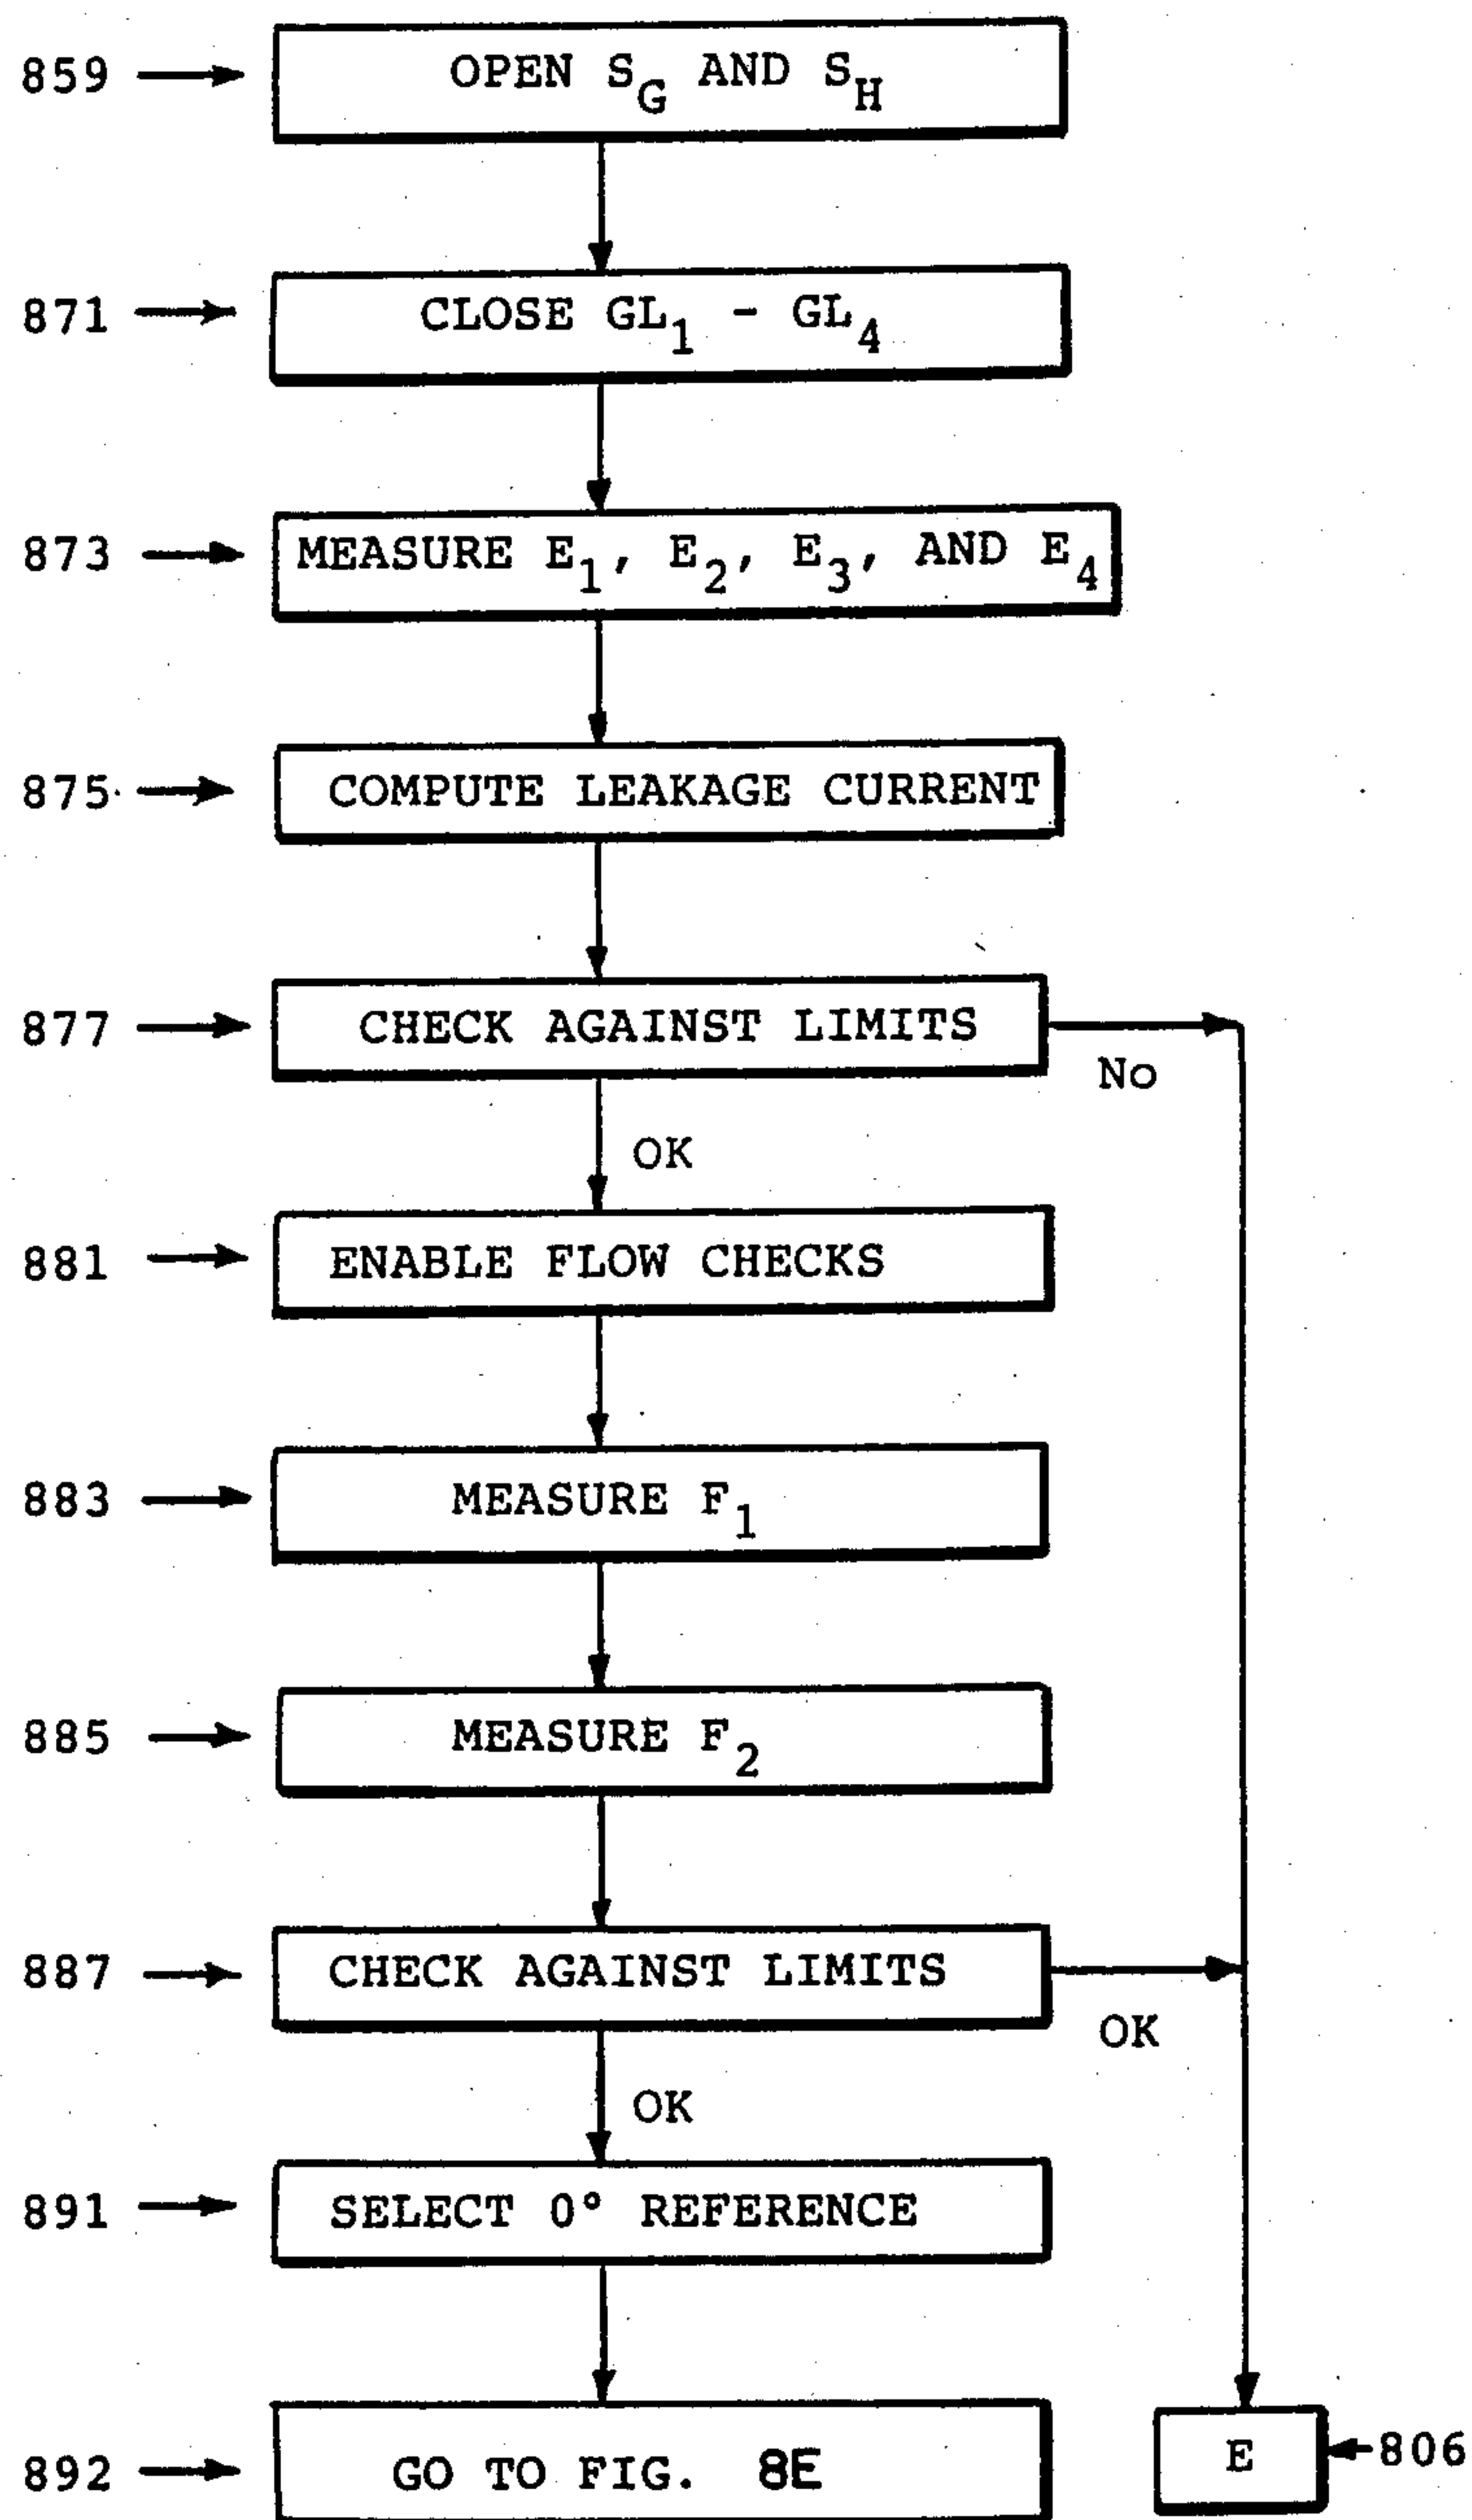 859 OPEN S_G AND S_H
871 CLOSE GL_1 - GL_4
873 MEASURE E_1, E_2, E_3, AND E_4
875 COMPUTE LEAKAGE CURRENT
877 CHECK AGAINST LIMITS
No
OK
881 ENABLE FLOW CHECKS
883 MEASURE F_1
885 MEASURE F_2
887 CHECK AGAINST LIMITS
OK
OK
891 SELECT 0° REFERENCE
892 GO TO FIG. 8E
E 806